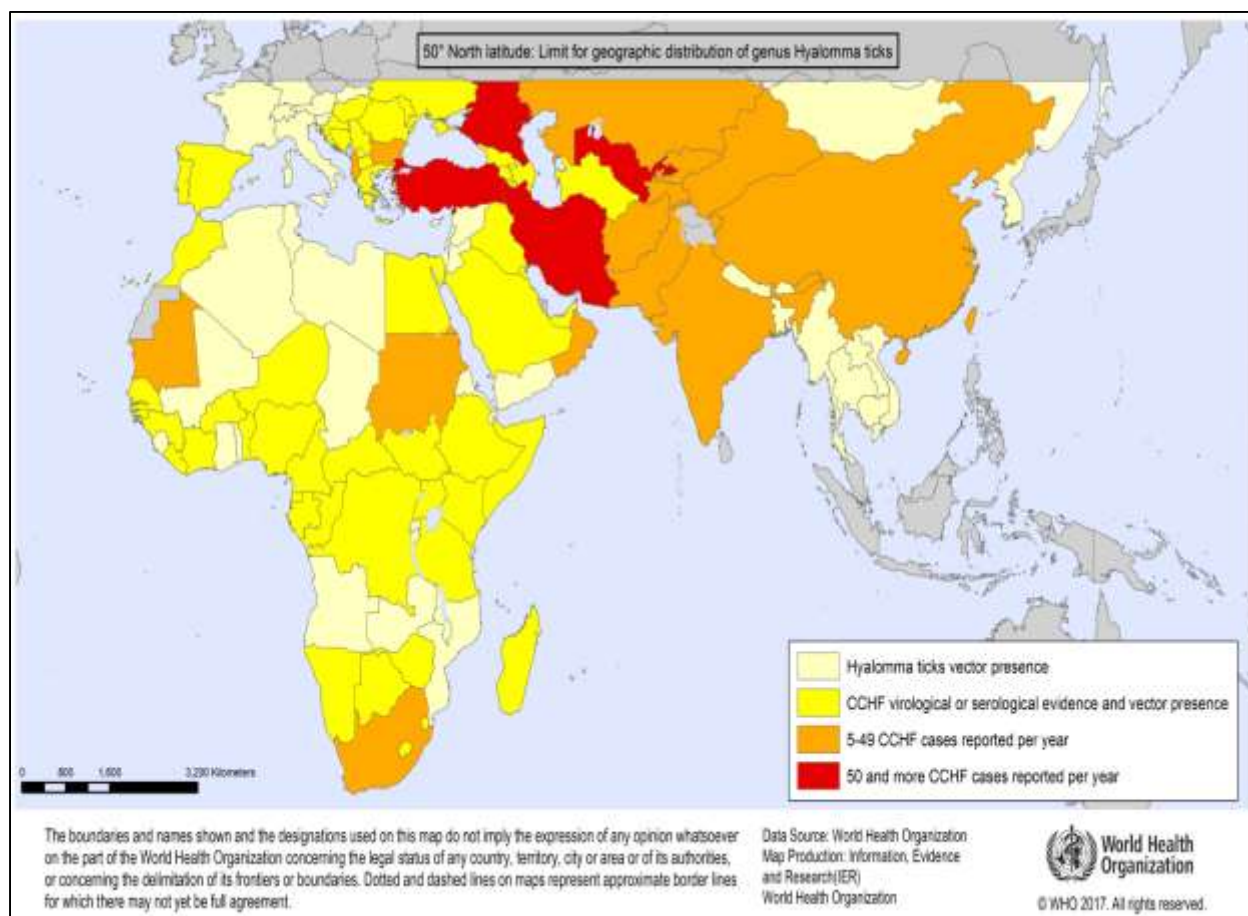 50° North latitude: Limit for geographic distribution of genus Hyalomma ticks
Hyalomma ticks vector presence
CCHF virological or serological evidence and vector presence
5-49 CCHF cases reported per year
50 and more CCHF cases reported per year
0 500 1,600 3,200 Kilometers
The boundaries and names shown and the designations used on this map do not imply the expression of any opinion whatsoever
on the part of the World Health Organization concerning the legal status of any country, territory, city or area or of its authorities,
or concerning the delimitation of its frontiers or boundaries. Dotted and dashed lines on maps represent approximate border lines
for which there may not yet be full agreement.
Data Source: World Health Organization
Map Production: Information, Evidence
and Research(IER)
World Health Organization
World Health
Organization
© WHO 2017. All rights reserved.